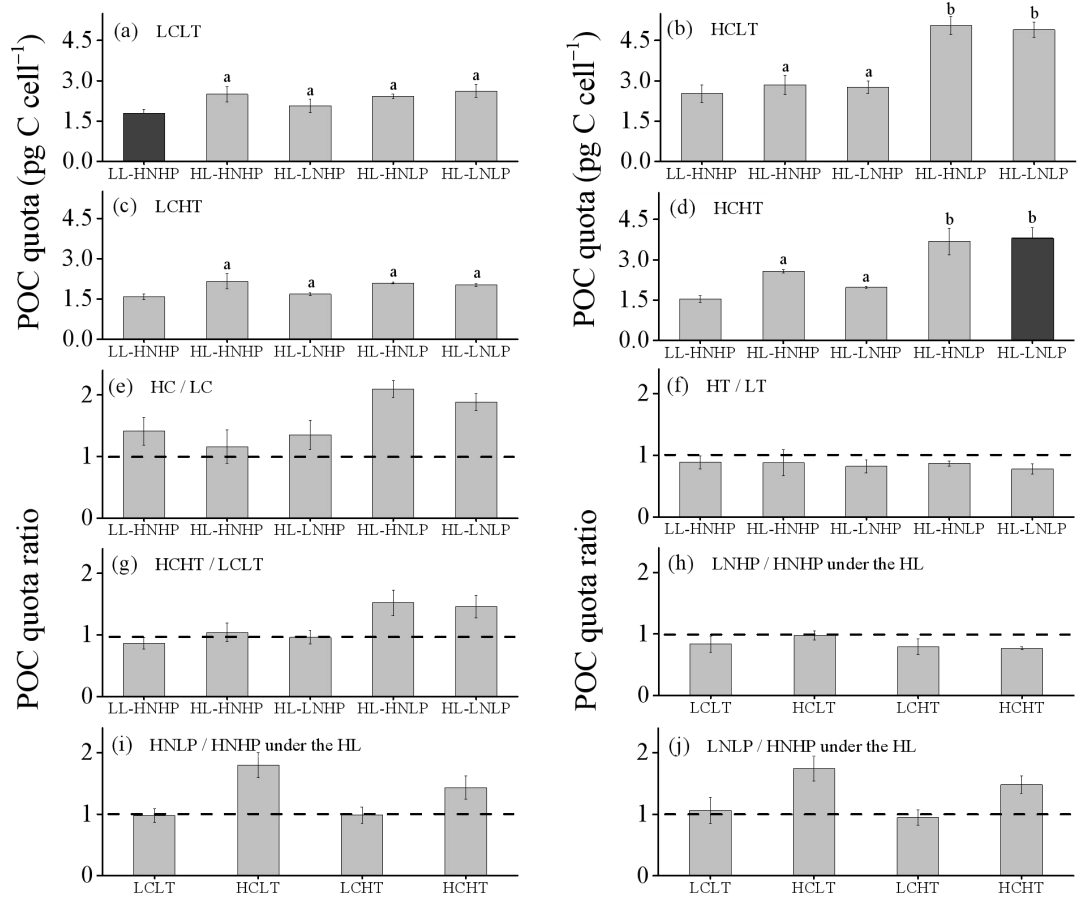 POC quota (pg C cell⁻¹)
(a) LCLT
4.5
3.0
1.5
0.0
a a a a
LL-HNHP HL-HNHP HL-LNHP HL-HNLP HL-LNLP
POC quota (pg C cell⁻¹)
(b) HCLT
4.5
3.0
1.5
0.0
a a b b
LL-HNHP HL-HNHP HL-LNHP HL-HNLP HL-LNLP
(c) LCHT
4.5
3.0
1.5
0.0
a a a a
LL-HNHP HL-HNHP HL-LNHP HL-HNLP HL-LNLP
(d) HCHT
4.5
3.0
1.5
0.0
a a b b
LL-HNHP HL-HNHP HL-LNHP HL-HNLP HL-LNLP
POC quota ratio
(e) HC / LC
2
1
0
LL-HNHP HL-HNHP HL-LNHP HL-HNLP HL-LNLP
POC quota ratio
(f) HT / LT
2
1
0
LL-HNHP HL-HNHP HL-LNHP HL-HNLP HL-LNLP
(g) HCHT / LCLT
2
1
0
LL-HNHP HL-HNHP HL-LNHP HL-HNLP HL-LNLP
(h) LNHP / HNHP under the HL
2
1
0
LCLT HCLT LCHT HCHT
(i) HNLP / HNHP under the HL
2
1
0
LCLT HCLT LCHT HCHT
(j) LNLP / HNHP under the HL
2
1
0
LCLT HCLT LCHT HCHT